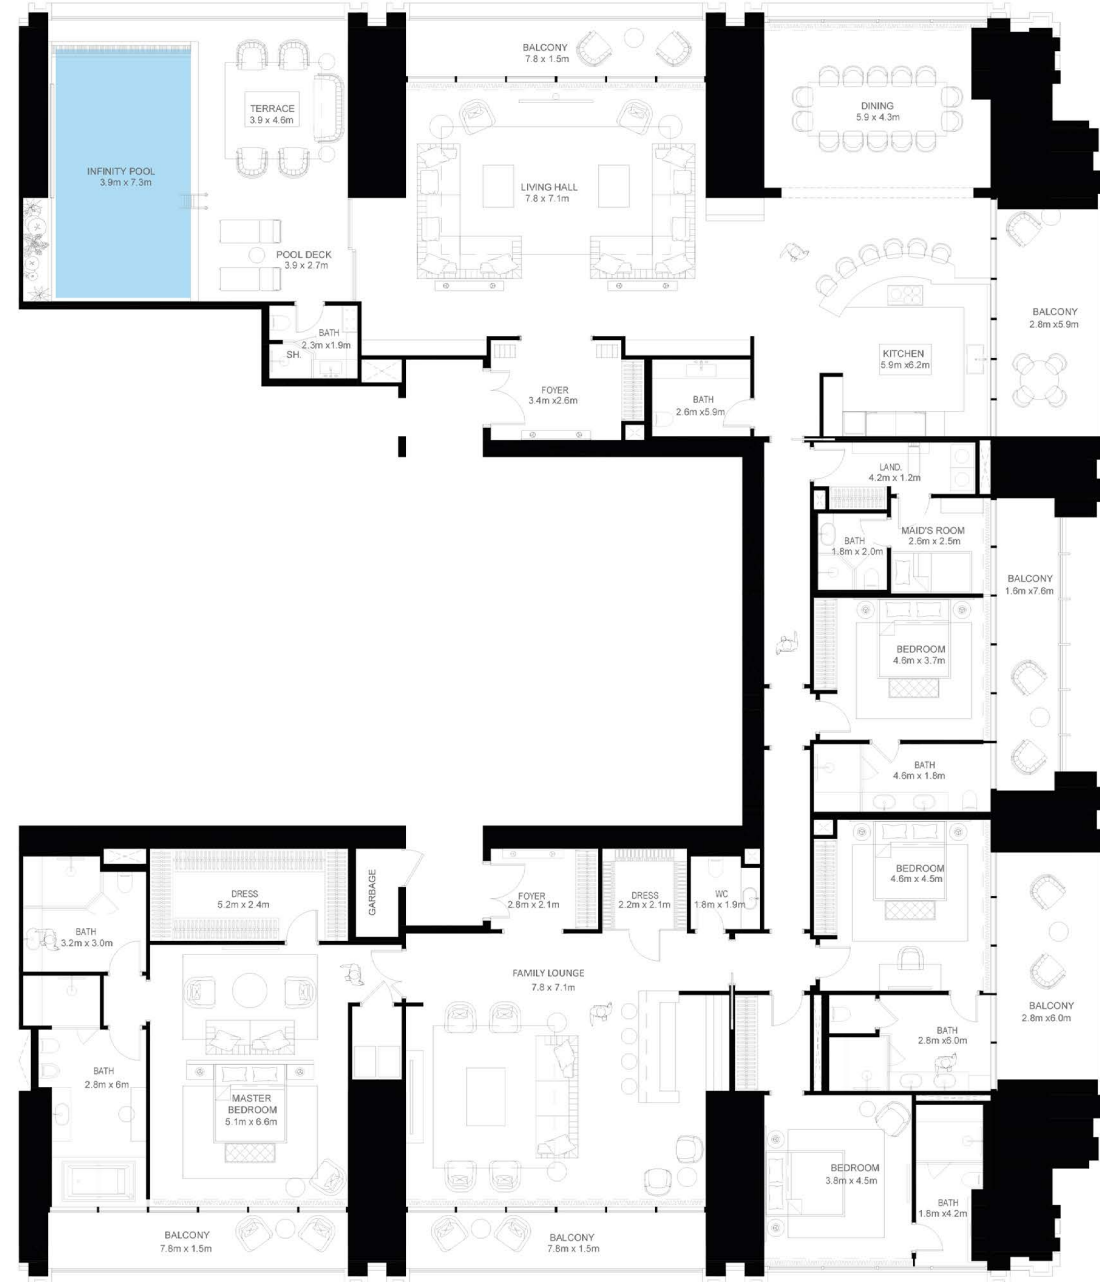 BALCONY
7.8 x 1.5m
TERRACE
3.9 x 4.6m
DINING
5.9 x 4.3m
INFINITY POOL
3.9m x 7.3m
LIVING HALL
7.8 x 7.1m
POOL DECK
3.9 x 2.7m
BALCONY
2.8m x5.9m
BATH
2.3m x1.9m
SH.
KITCHEN
5.9m x6.2m
FOYER
3.4m x2.6m
BATH
2.6m x5.9m
LAND.
4.2m x 1.2m
MAID'S ROOM
2.6m x 2.5m
BATH
1.8m x 2.0m
BALCONY
1.6m x7.6m
BEDROOM
4.6m x 3.7m
BATH
4.6m x 1.8m
BEDROOM
4.6m x 4.5m
GARBAGE
DRESS
5.2m x 2.4m
FOYER
2.8m x 2.1m
DRESS
2.2m x 2.1m
WC
1.8m x 1.9m
BATH
3.2m x 3.0m
FAMILY LOUNGE
7.8 x 7.1m
BALCONY
2.8m x6.0m
BATH
2.8m x6.0m
BATH
2.8m x 6m
MASTER
BEDROOM
5.1m x 6.6m
BEDROOM
3.8m x 4.5m
BATH
1.8m x4.2m
BALCONY
7.8m x 1.5m
BALCONY
7.8m x 1.5m